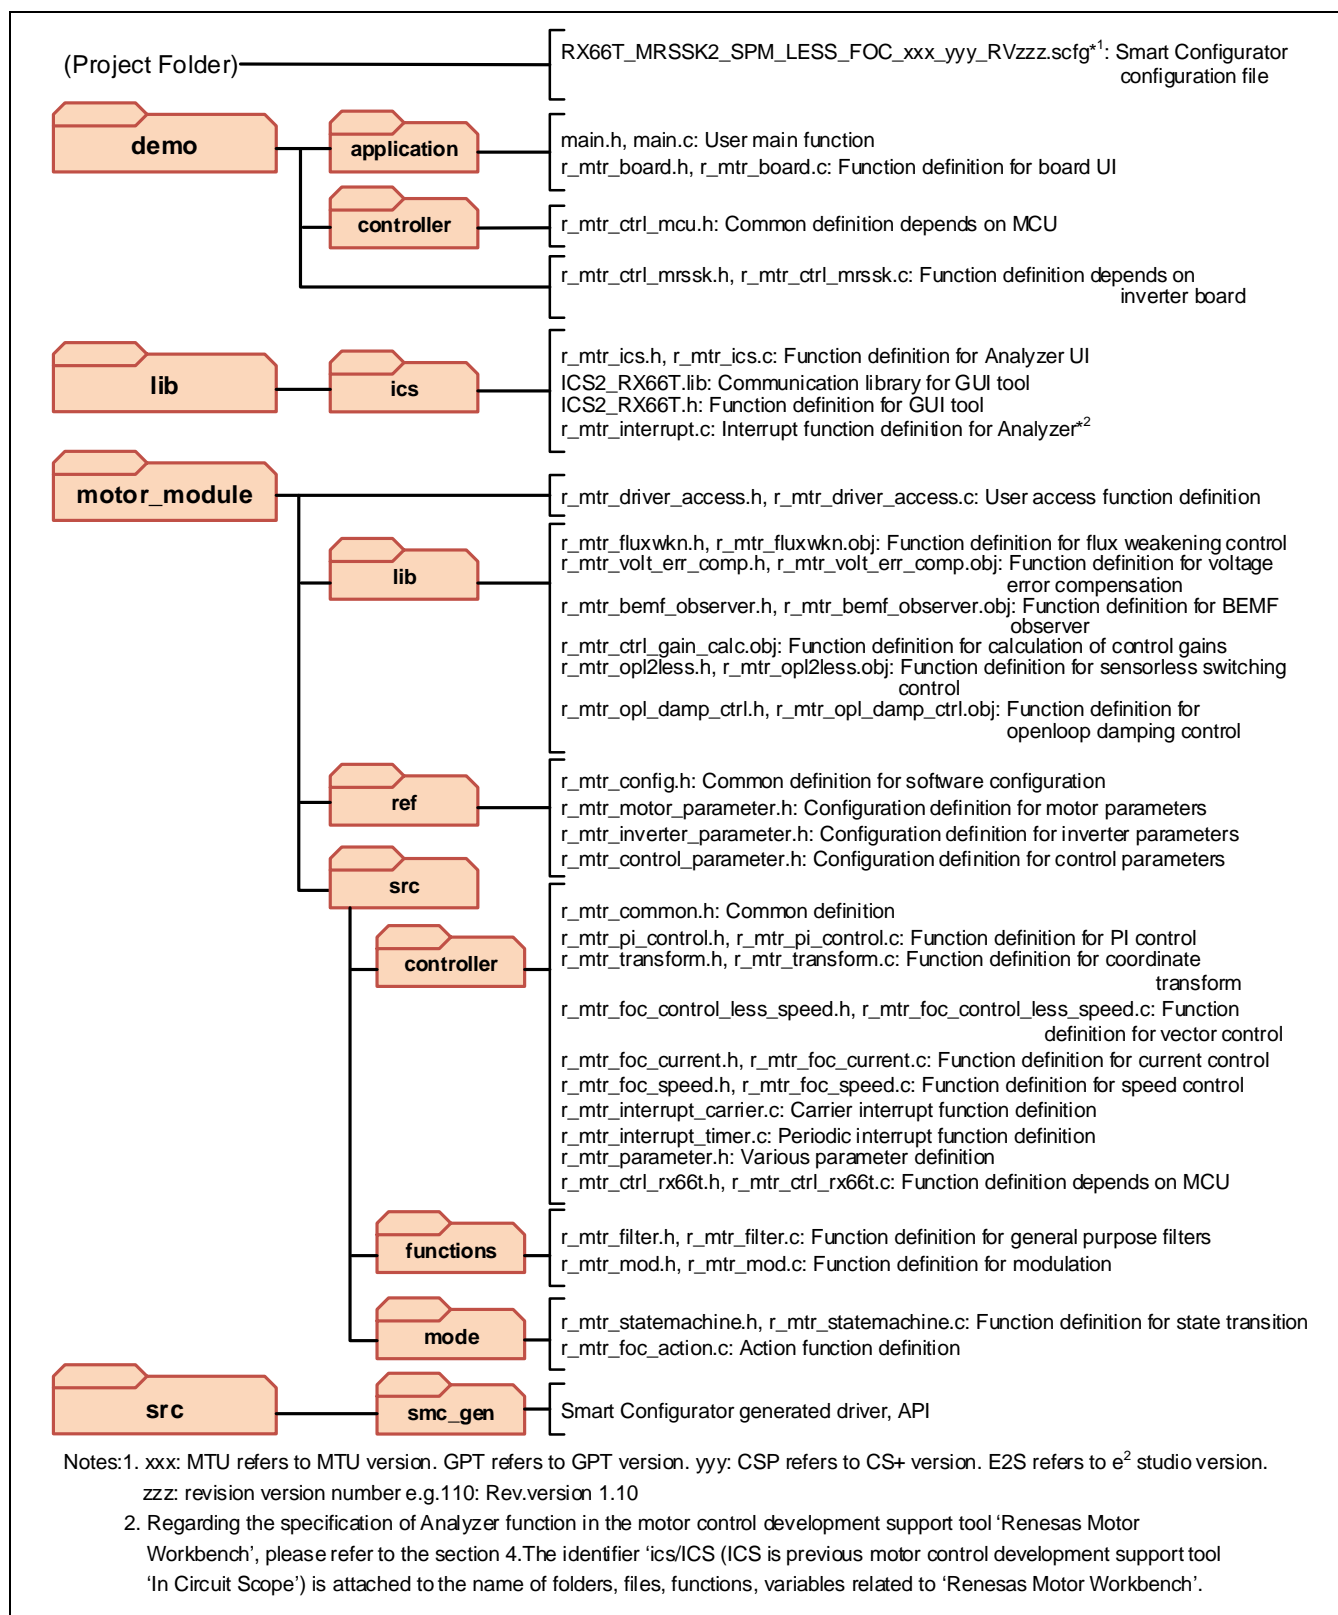 (Project Folder)
RX66T_MRSSK2_SPM_LESS_FOC_xxx_yyy_RVzzz.scfg*1: Smart Configurator
configuration file
demo
application
main.h, main.c: User main function
r_mtr_board.h, r_mtr_board.c: Function definition for board UI
controller
r_mtr_ctrl_mcu.h: Common definition depends on MCU
r_mtr_ctrl_mrssk.h, r_mtr_ctrl_mrssk.c: Function definition depends on
inverter board
lib
ics
r_mtr_ics.h, r_mtr_ics.c: Function definition for Analyzer UI
ICS2_RX66T.lib: Communication library for GUI tool
ICS2_RX66T.h: Function definition for GUI tool
r_mtr_interrupt.c: Interrupt function definition for Analyzer*2
motor_module
r_mtr_driver_access.h, r_mtr_driver_access.c: User access function definition
lib
r_mtr_fluxwkn.h, r_mtr_fluxwkn.obj: Function definition for flux weakening control
r_mtr_volt_err_comp.h, r_mtr_volt_err_comp.obj: Function definition for voltage
error compensation
r_mtr_bemf_observer.h, r_mtr_bemf_observer.obj: Function definition for BEMF
observer
r_mtr_ctrl_gain_calc.obj: Function definition for calculation of control gains
r_mtr_opl2less.h, r_mtr_opl2less.obj: Function definition for sensorless switching
control
r_mtr_opl_damp_ctrl.h, r_mtr_opl_damp_ctrl.obj: Function definition for
openloop damping control
ref
r_mtr_config.h: Common definition for software configuration
r_mtr_motor_parameter.h: Configuration definition for motor parameters
r_mtr_inverter_parameter.h: Configuration definition for inverter parameters
r_mtr_control_parameter.h: Configuration definition for control parameters
src
controller
r_mtr_common.h: Common definition
r_mtr_pi_control.h, r_mtr_pi_control.c: Function definition for PI control
r_mtr_transform.h, r_mtr_transform.c: Function definition for coordinate
transform
r_mtr_foc_control_less_speed.h, r_mtr_foc_control_less_speed.c: Function
definition for vector control
r_mtr_foc_current.h, r_mtr_foc_current.c: Function definition for current control
r_mtr_foc_speed.h, r_mtr_foc_speed.c: Function definition for speed control
r_mtr_interrupt_carrier.c: Carrier interrupt function definition
r_mtr_interrupt_timer.c: Periodic interrupt function definition
r_mtr_parameter.h: Various parameter definition
r_mtr_ctrl_rx66t.h, r_mtr_ctrl_rx66t.c: Function definition depends on MCU
functions
r_mtr_filter.h, r_mtr_filter.c: Function definition for general purpose filters
r_mtr_mod.h, r_mtr_mod.c: Function definition for modulation
mode
r_mtr_statemachine.h, r_mtr_statemachine.c: Function definition for state transition
r_mtr_foc_action.c: Action function definition
src
smc_gen
Smart Configurator generated driver, API
Notes:1. xxx: MTU refers to MTU version. GPT refers to GPT version. yyy: CSP refers to CS+ version. E2S refers to e2 studio version.
zzz: revision version number e.g.110: Rev.version 1.10
2. Regarding the specification of Analyzer function in the motor control development support tool ‘Renesas Motor
Workbench’, please refer to the section 4.The identifier ‘ics/ICS (ICS is previous motor control development support tool
‘In Circuit Scope’) is attached to the name of folders, files, functions, variables related to ‘Renesas Motor Workbench’.